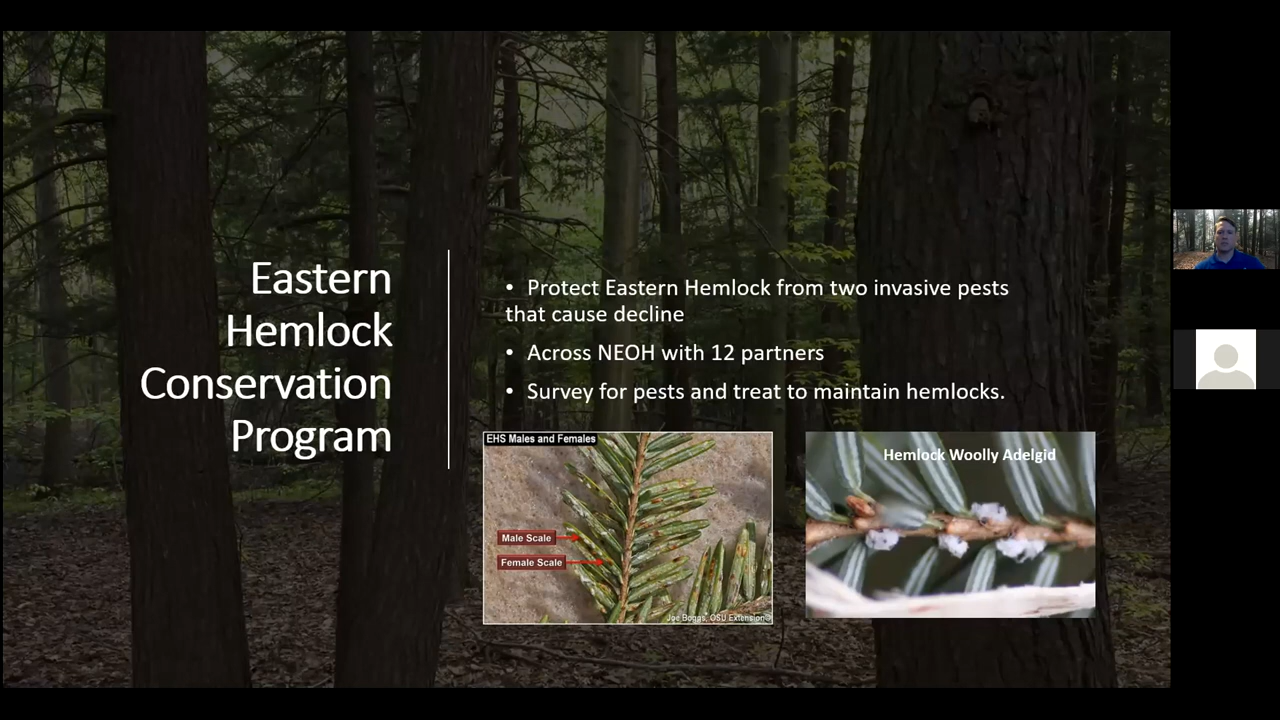 Eastern
Hemlock
Conservation
Program
• Protect Eastern Hemlock from two invasive pests
that cause decline
• Across NEOH with 12 partners
• Survey for pests and treat to maintain hemlocks.
EHS Males and Females
Male Scale
Female Scale
Joe Boggs, OSU Extension©
Hemlock Woolly Adelgid